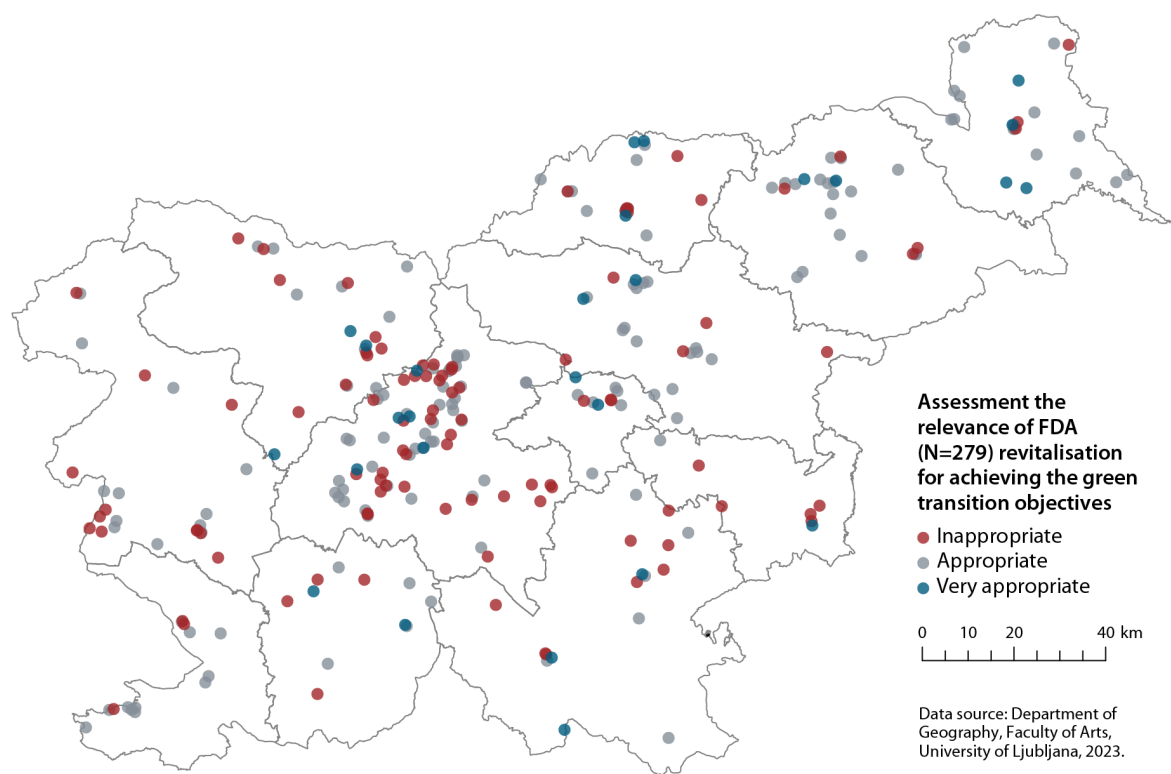 Assessment the
relevance of FDA
(N=279) revitalisation
for achieving the green
transition objectives
Inappropriate
Appropriate
Very appropriate
0 10 20 40 km
Data source: Department of
Geography, Faculty of Arts,
University of Ljubljana, 2023.